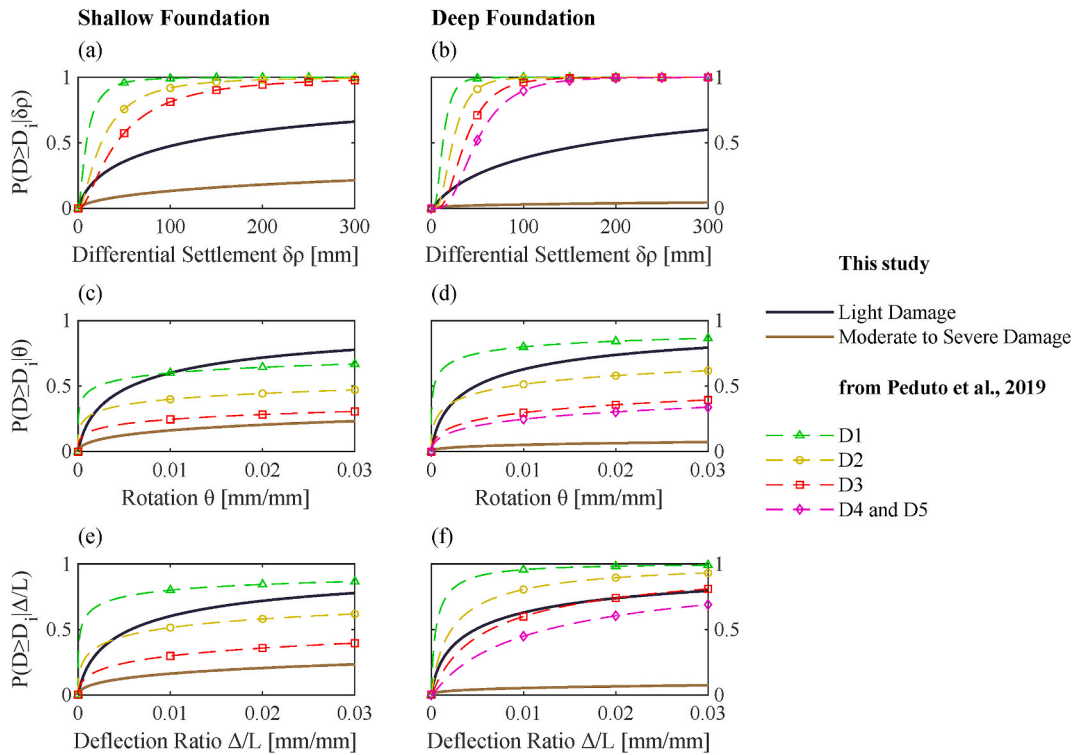 Shallow Foundation
Deep Foundation
(a)
(b)
P(D≥Di|δρ)
1
0.5
0
0 100 200 300
Differential Settlement δρ [mm]
1
0.5
0
0 100 200 300
Differential Settlement δρ [mm]
(c)
(d)
P(D≥Di|θ)
1
0.5
0
0 0.01 0.02 0.03
Rotation θ [mm/mm]
1
0.5
0
0 0.01 0.02 0.03
Rotation θ [mm/mm]
(e)
(f)
P(D≥Di|Δ/L)
1
0.5
0
0 0.01 0.02 0.03
Deflection Ratio Δ/L [mm/mm]
1
0.5
0
0 0.01 0.02 0.03
Deflection Ratio Δ/L [mm/mm]
This study
Light Damage
Moderate to Severe Damage
from Peduto et al., 2019
D1
D2
D3
D4 and D5